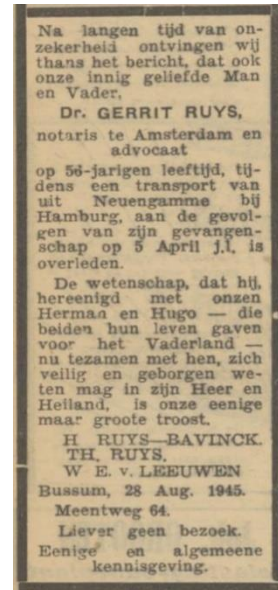 Na langen tijd van on-
zekerheid ontvingen wij
thans het bericht, dat ook
onze innig geliefde Man
en Vader,
Dr. GERRIT RUYS,
notaris te Amsterdam en
advocaat
op 56-jarigen leeftijd, tij-
dens een transport van
uit Neuengamme bij
Hamburg, aan de gevol-
gen van zijn gevangen-
schap op 5 April j.l. is
overleden.
De wetenschap, dat hij,
hereenigd met onzen
Herman en Hugo — die
beiden hun leven gaven
voor het Vaderland —
nu tezamen met hen, zich
veilig en geborgen we-
ten mag in zijn Heer en
Heiland, is onze eenige
maar groote troost.
H RUYS—BAVINCK.
TH. RUYS.
W E. v. LEEUWEN
Bussum, 28 Aug. 1945.
Meentweg 64.
Liever geen bezoek.
Eenige en algemeene
kennisgeving.